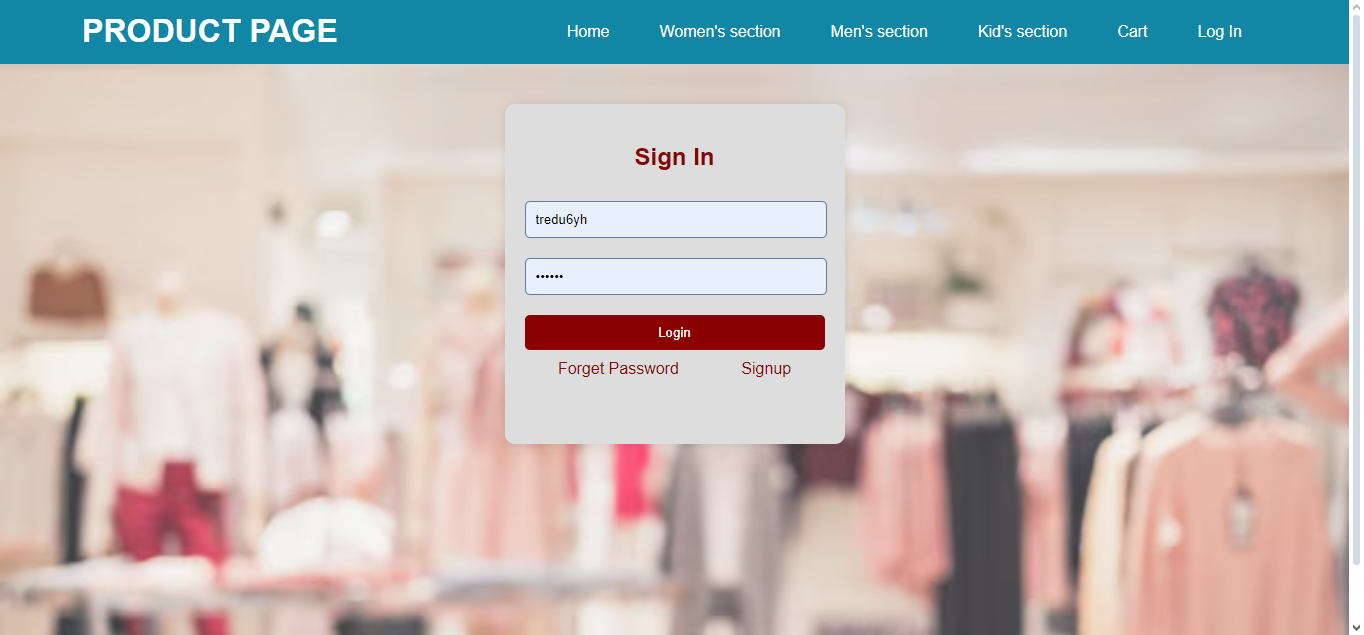 PRODUCT PAGE
Home Women's section Men's section Kid's section Cart Log In
Sign In
tredu6yh
••••••
Login
Forget Password Signup